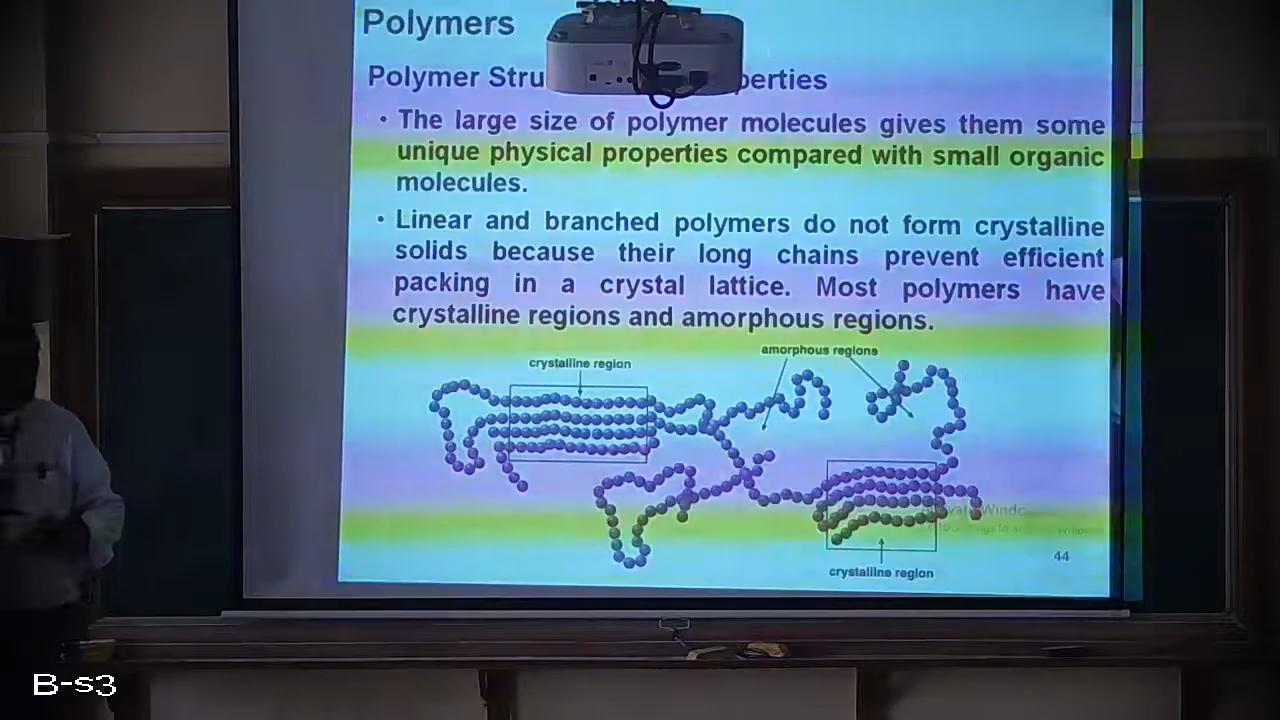 Polymers
Polymer Stru perties
• The large size of polymer molecules gives them some
unique physical properties compared with small organic
molecules.
• Linear and branched polymers do not form crystalline
solids because their long chains prevent efficient
packing in a crystal lattice. Most polymers have
crystalline regions and amorphous regions.
amorphous regions
crystalline region
44
crystalline region
B-s3